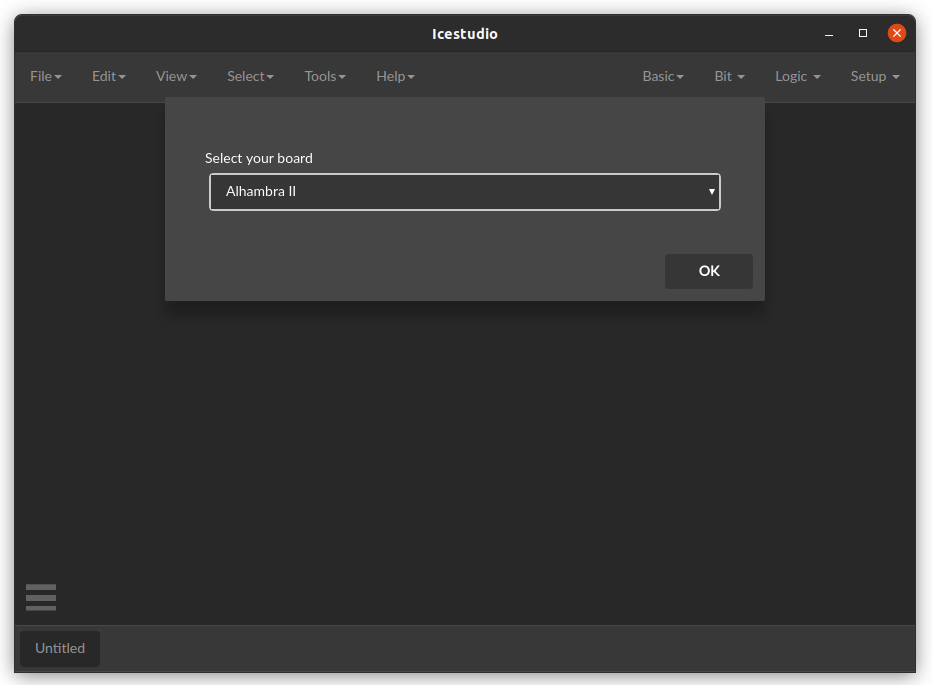 Icestudio
File Edit View Select Tools Help Basic Bit Logic Setup
Select your board
Alhambra II
OK
Untitled